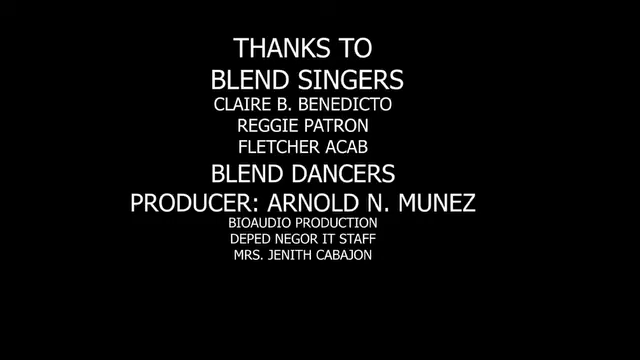 THANKS TO
BLEND SINGERS
CLAIRE B. BENEDICTO
REGGIE PATRON
FLETCHER ACAB
BLEND DANCERS
PRODUCER: ARNOLD N. MUNEZ
BIOAUDIO PRODUCTION
DEPED NEGOR IT STAFF
MRS. JENITH CABAJON